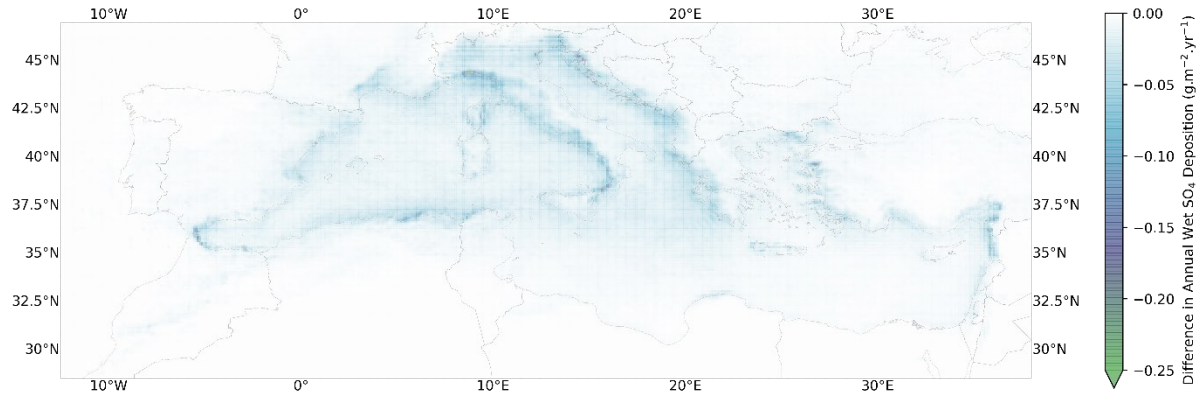 10°W 0° 10°E 20°E 30°E
45°N 45°N
42.5°N 42.5°N
40°N 40°N
37.5°N 37.5°N
35°N 35°N
32.5°N 32.5°N
30°N 30°N
10°W 0° 10°E 20°E 30°E
0.00
−0.05
−0.10
−0.15
−0.20
−0.25
Difference in Annual Wet SO₄ Deposition (g.m⁻².yr⁻¹)